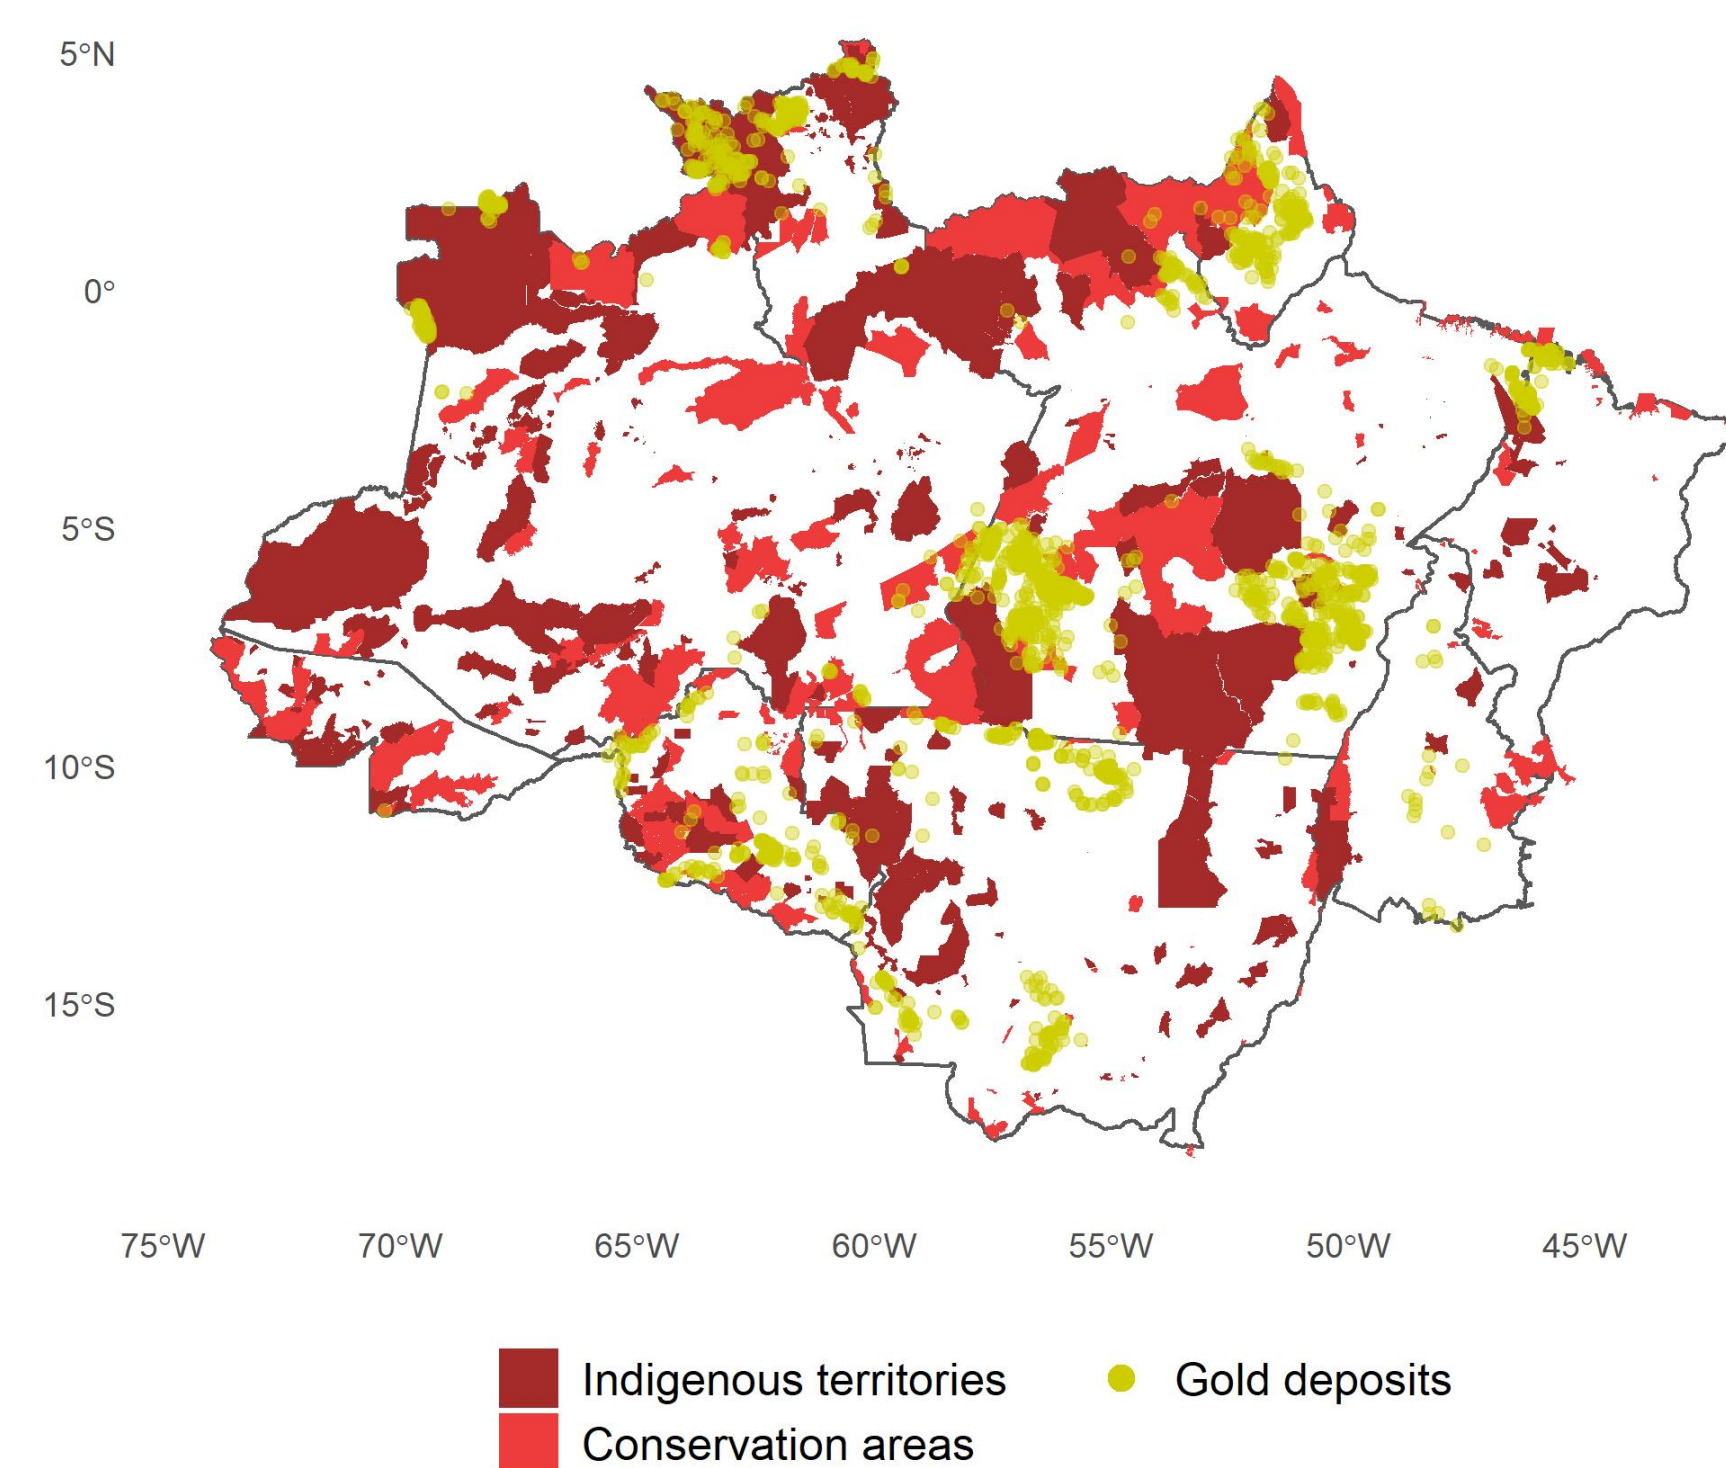 5°N
0°
5°S
10°S
15°S
75°W 70°W 65°W 60°W 55°W 50°W 45°W
Indigenous territories Gold deposits
Conservation areas